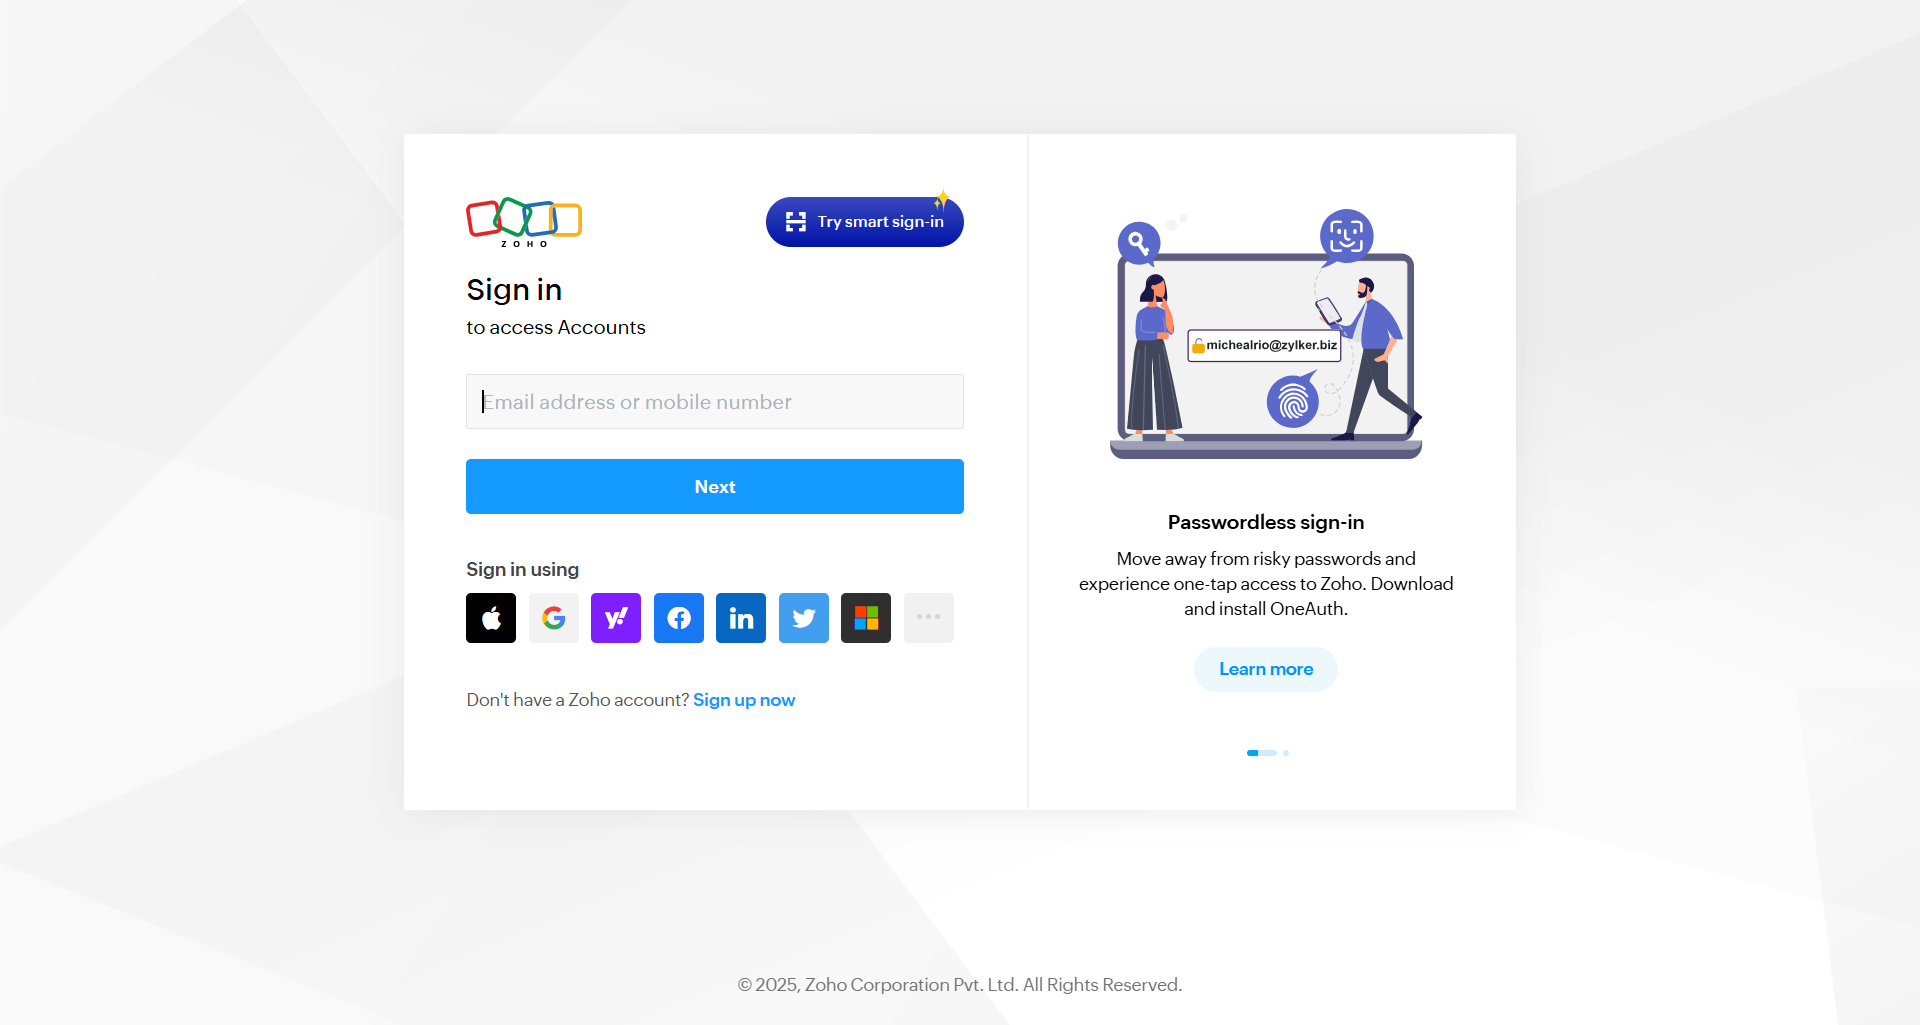 ZOHO
Try smart sign-in
Sign in
to access Accounts
Email address or mobile number
Next
Sign in using
Don't have a Zoho account? Sign up now
michealrio@zylker.biz
Passwordless sign-in
Move away from risky passwords and
experience one-tap access to Zoho. Download
and install OneAuth.
Learn more
© 2025, Zoho Corporation Pvt. Ltd. All Rights Reserved.